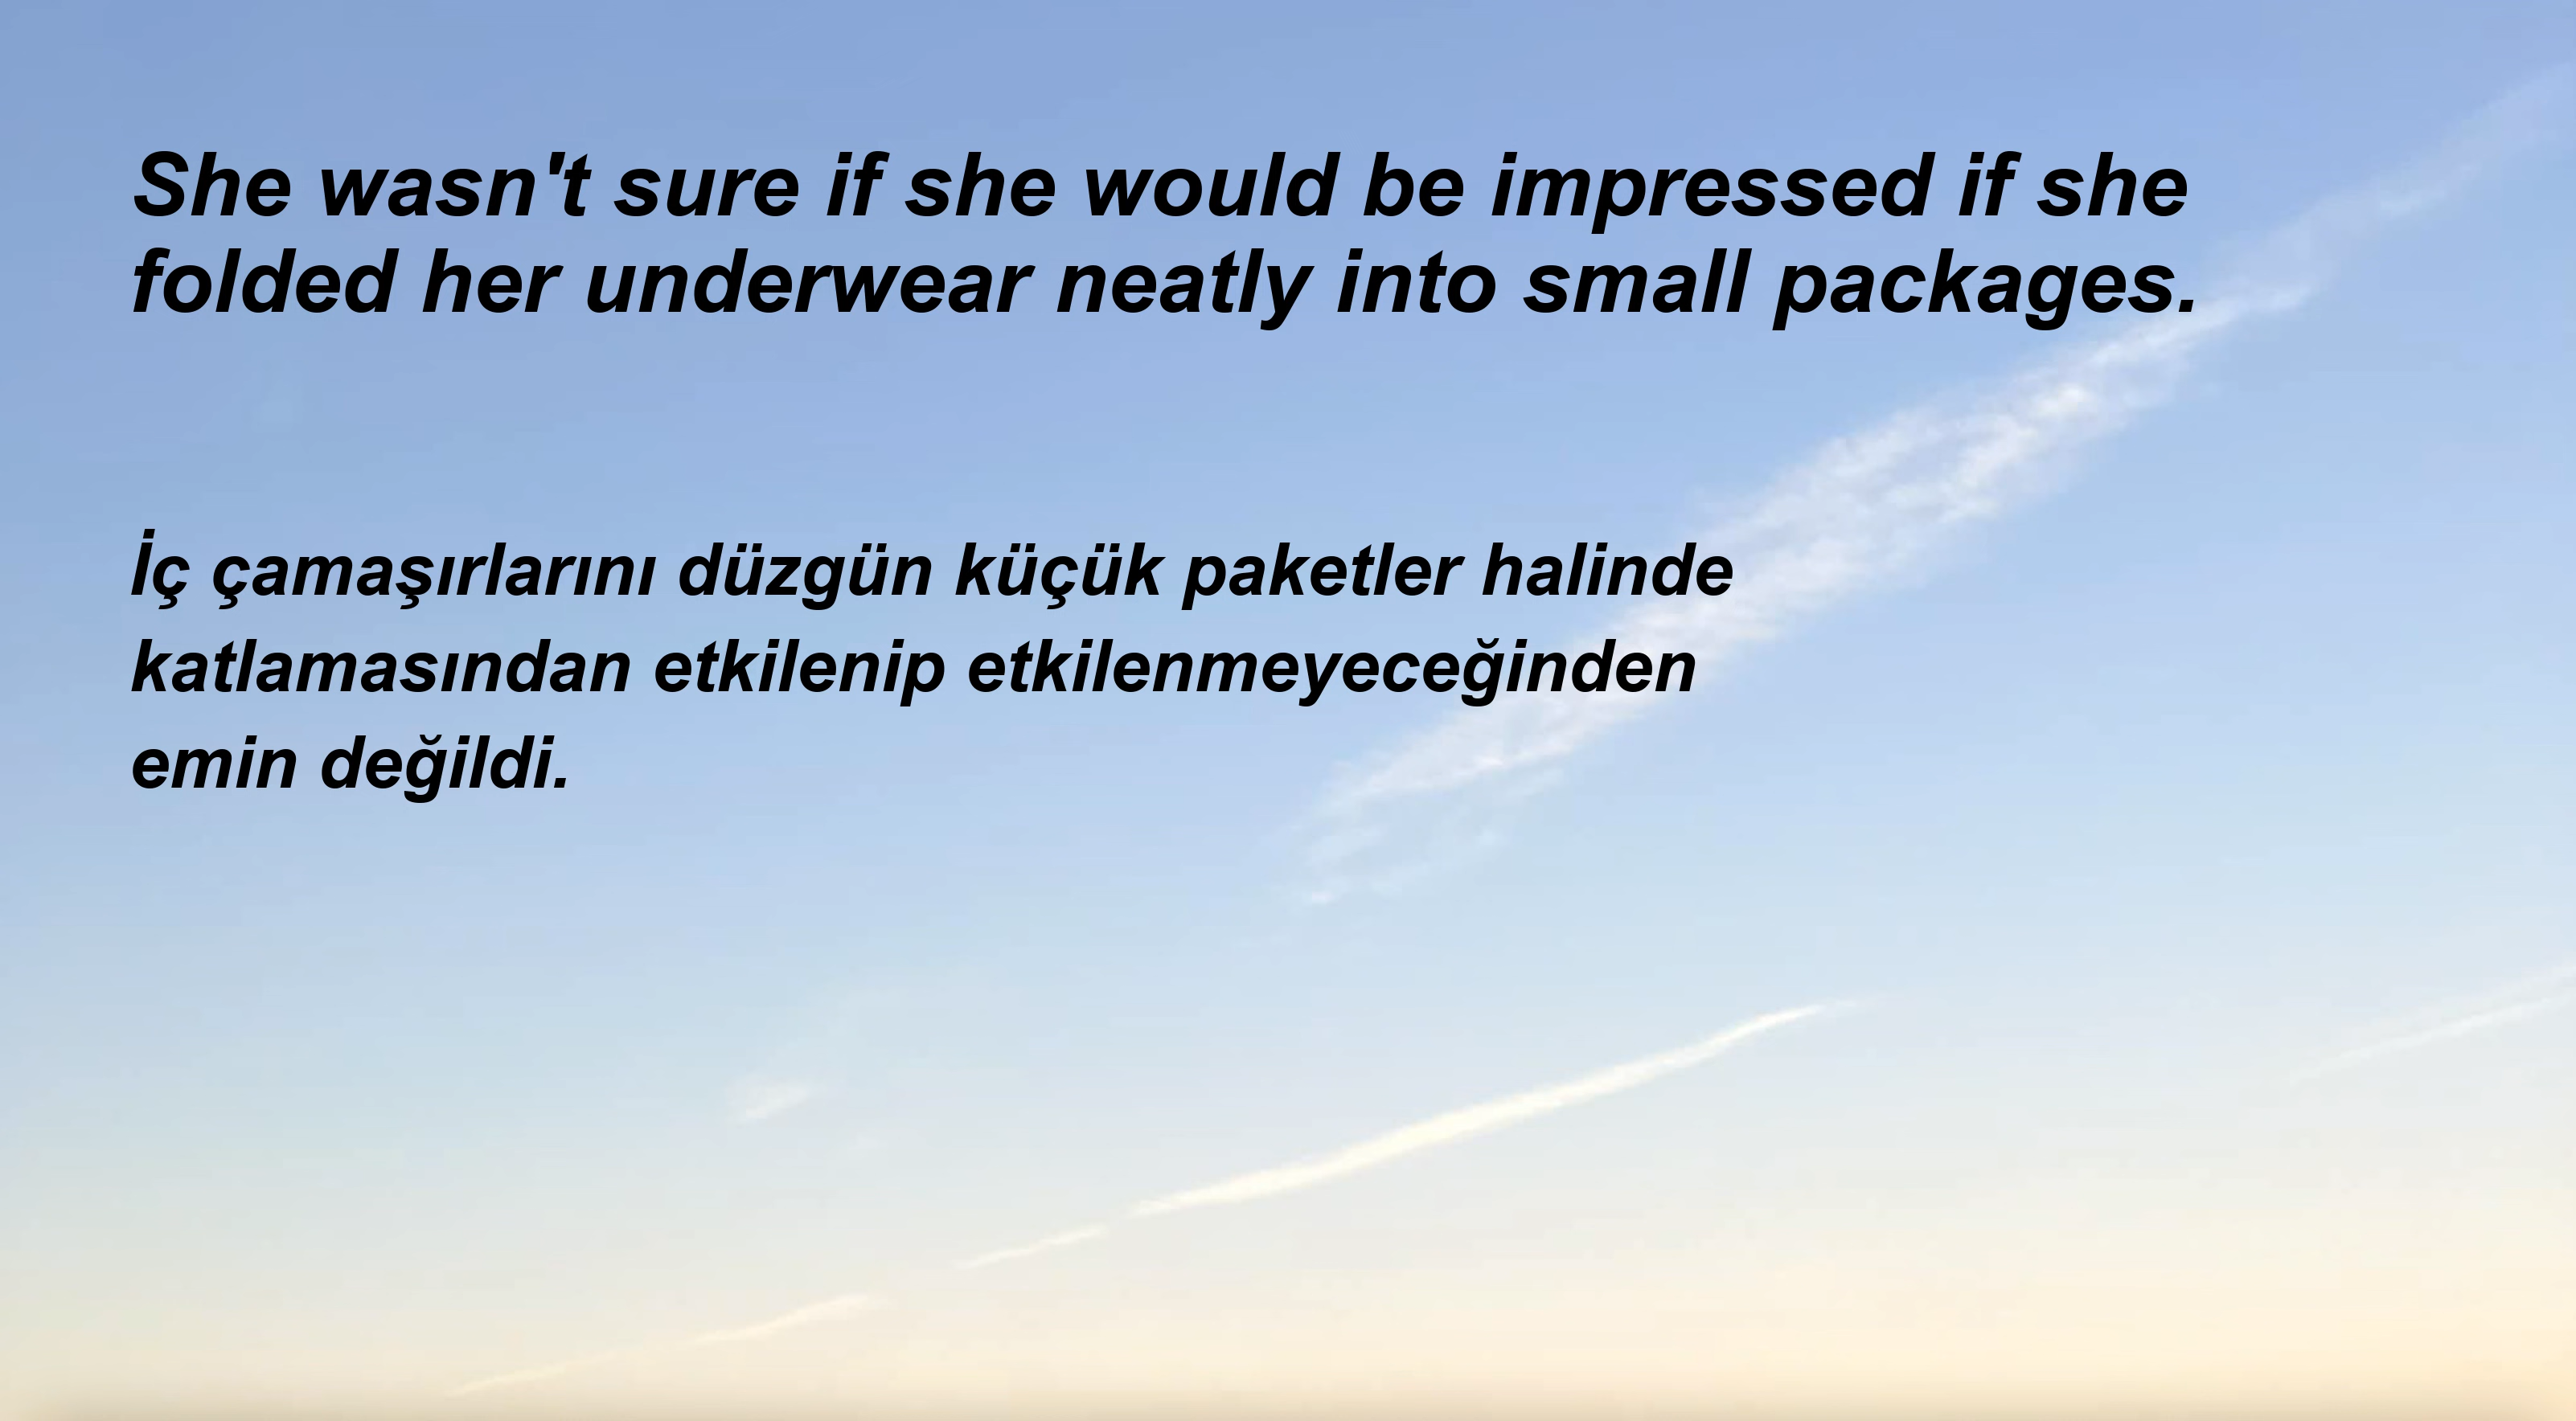 She wasn't sure if she would be impressed if she
folded her underwear neatly into small packages.
İç çamaşırlarını düzgün küçük paketler halinde
katlamasından etkilenip etkilenmeyeceğinden
emin değildi.